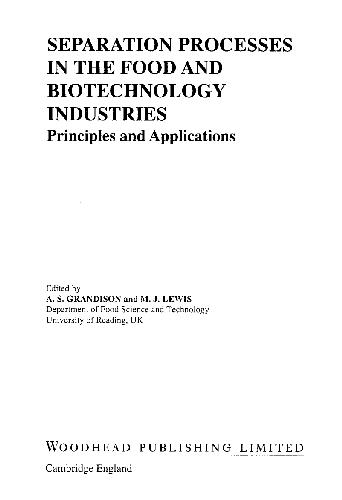 SEPARATION PROCESSES
IN THE FOOD AND
BIOTECHNOLOGY
INDUSTRIES
Principles and Applications
Edited by
A. S. GRANDISON and M. J. LEWIS
Department of Food Science and Technology
University of Reading, UK
WOODHEAD PUBLISHING LIMITED
Cambridge England